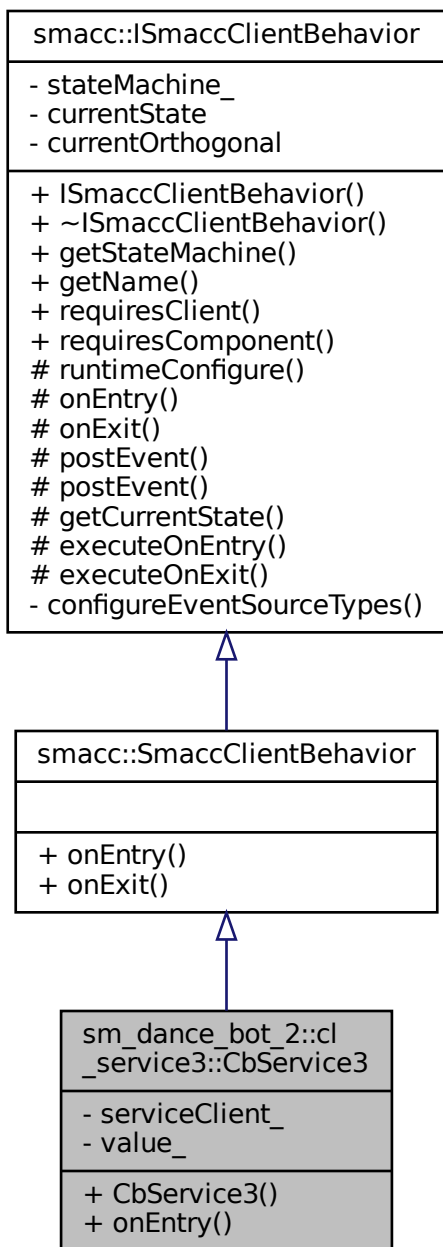 smacc::ISmaccClientBehavior
- stateMachine_
- currentState
- currentOrthogonal
+ ISmaccClientBehavior()
+ ~ISmaccClientBehavior()
+ getStateMachine()
+ getName()
+ requiresClient()
+ requiresComponent()
# runtimeConfigure()
# onEntry()
# onExit()
# postEvent()
# postEvent()
# getCurrentState()
# executeOnEntry()
# executeOnExit()
- configureEventSourceTypes()
smacc::SmaccClientBehavior
+ onEntry()
+ onExit()
sm_dance_bot_2::cl
_service3::CbService3
- serviceClient_
- value_
+ CbService3()
+ onEntry()